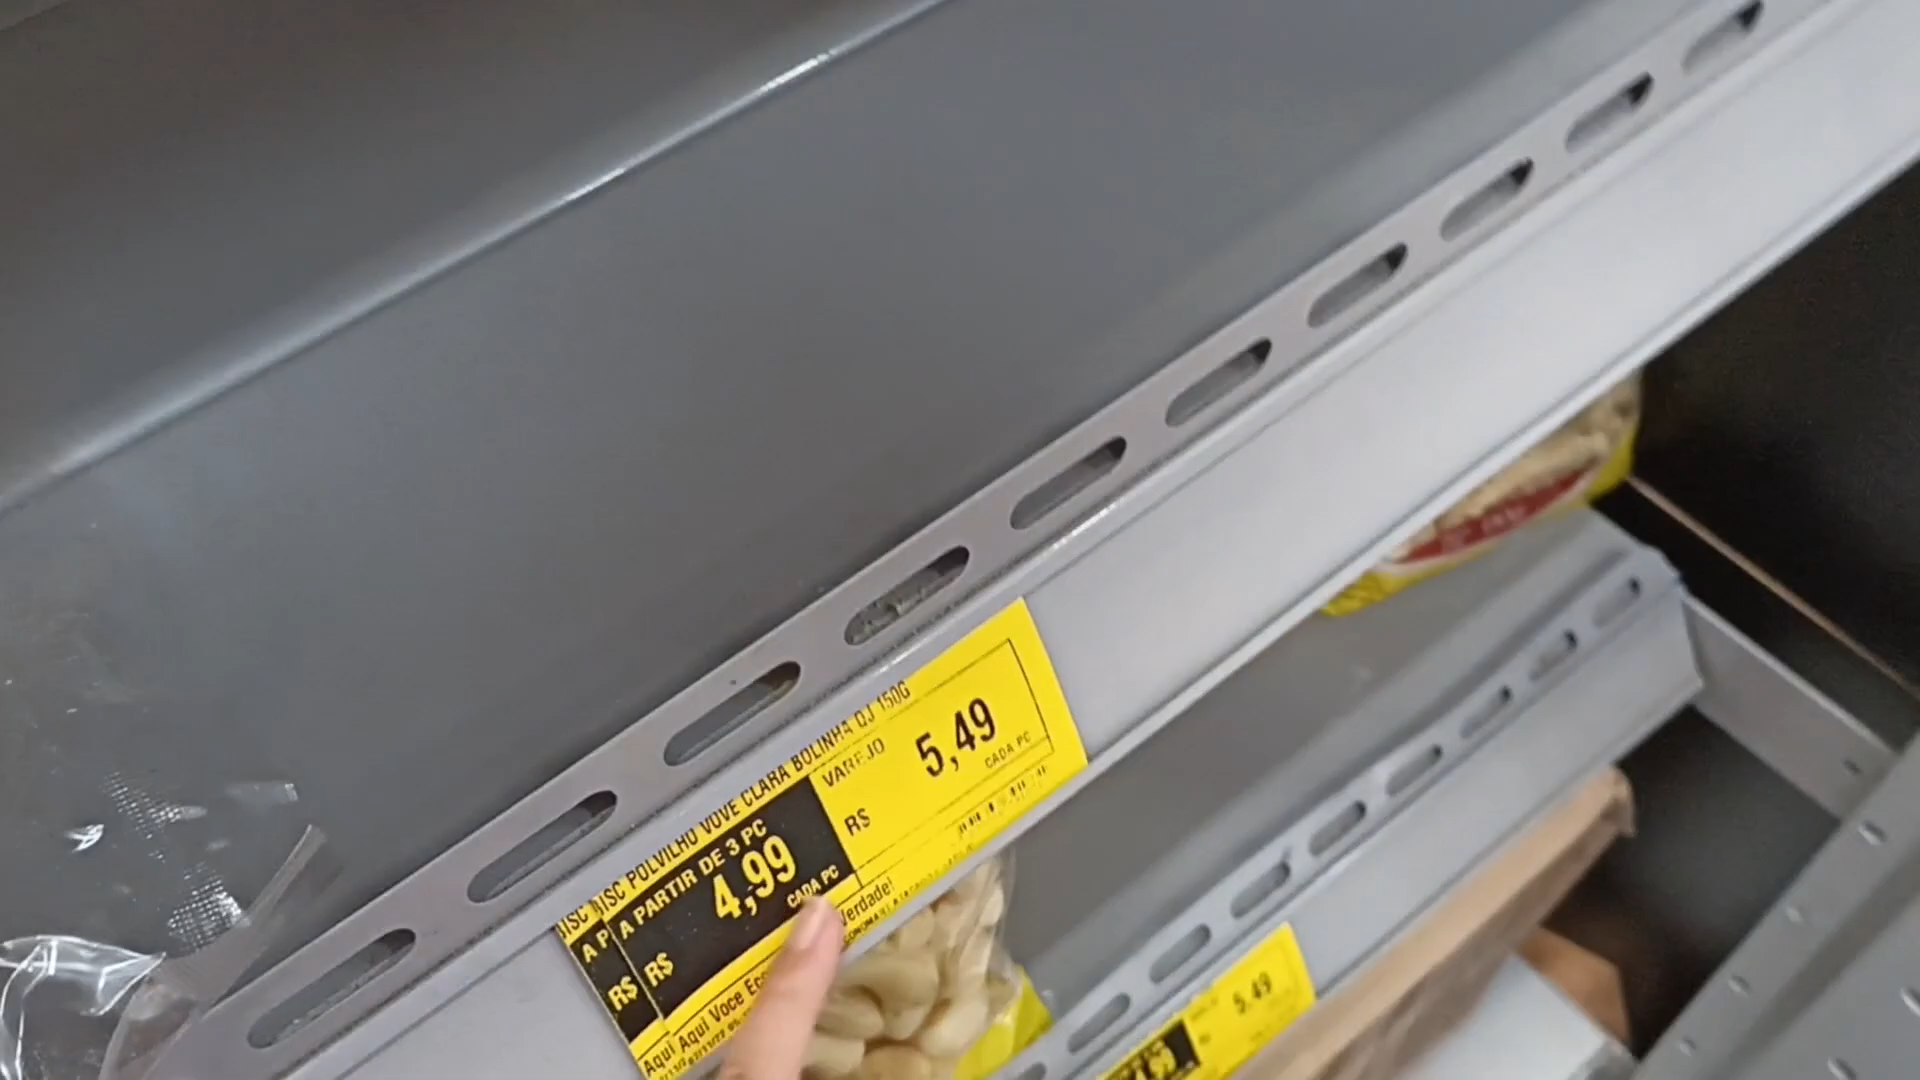 BISC POLVILHO VOVE CLARA BOLINHA QJ 150G
A PARTIR DE 3 PC
R$ 4,99
CADA PC
VAREJO
R$ 5,49
CADA PC
A P
R$
Verdade!
Aqui Aqui Voce Eco
5,49